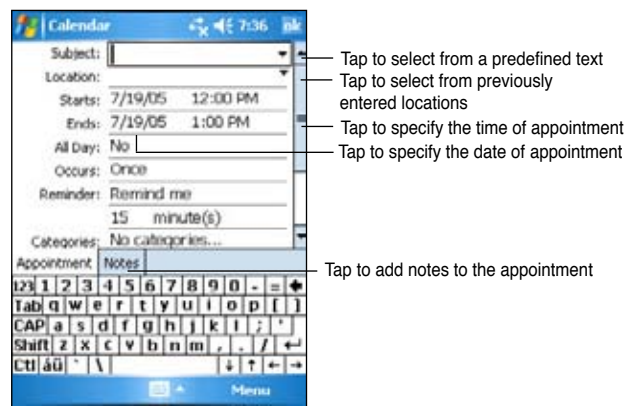 Calendar 7:36 ok
Subject:
Location:
Starts: 7/19/05 12:00 PM
Ends: 7/19/05 1:00 PM
All Day: No
Occurs: Once
Reminder: Remind me
15 minute(s)
Categories: No categories...
Appointment Notes
123 1 2 3 4 5 6 7 8 9 0 - =
Tab q w e r t y u i o p [ ]
CAP a s d f g h j k l ; '
Shift z x c v b n m , . /
Ctl áü ` \
Menu
Tap to select from a predefined text
Tap to select from previously
entered locations
Tap to specify the time of appointment
Tap to specify the date of appointment
Tap to add notes to the appointment